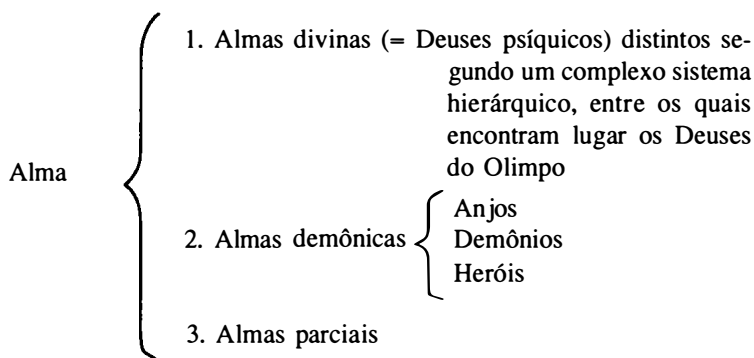 1. Almas divinas (= Deuses psíquicos) distintos se-
gundo um complexo sistema
hierárquico, entre os quais
encontram lugar os Deuses
do Olimpo
Alma
2. Almas demônicas
Anjos
Demônios
Heróis
3. Almas parciais